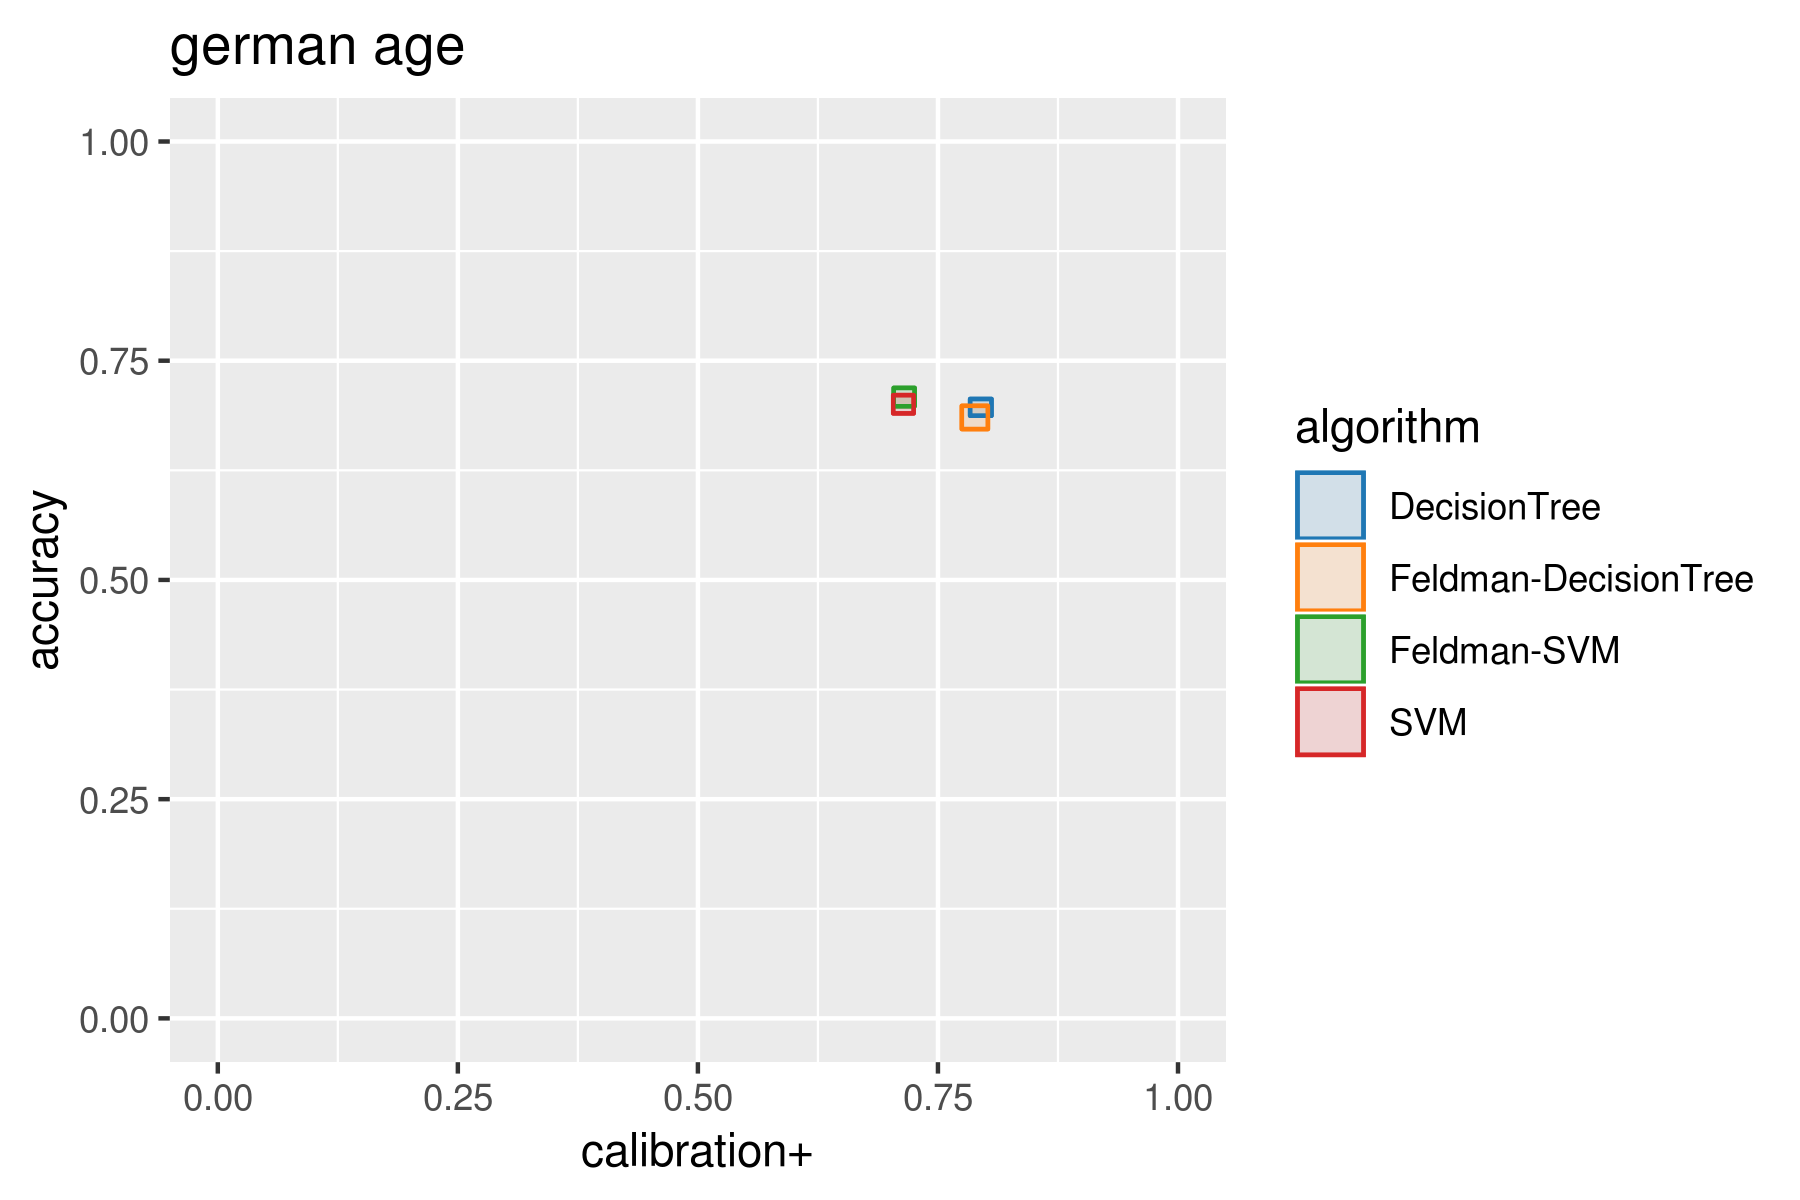 german age
1.00
0.75
0.50
0.25
0.00
accuracy
0.00 0.25 0.50 0.75 1.00
calibration+
algorithm
DecisionTree
Feldman-DecisionTree
Feldman-SVM
SVM